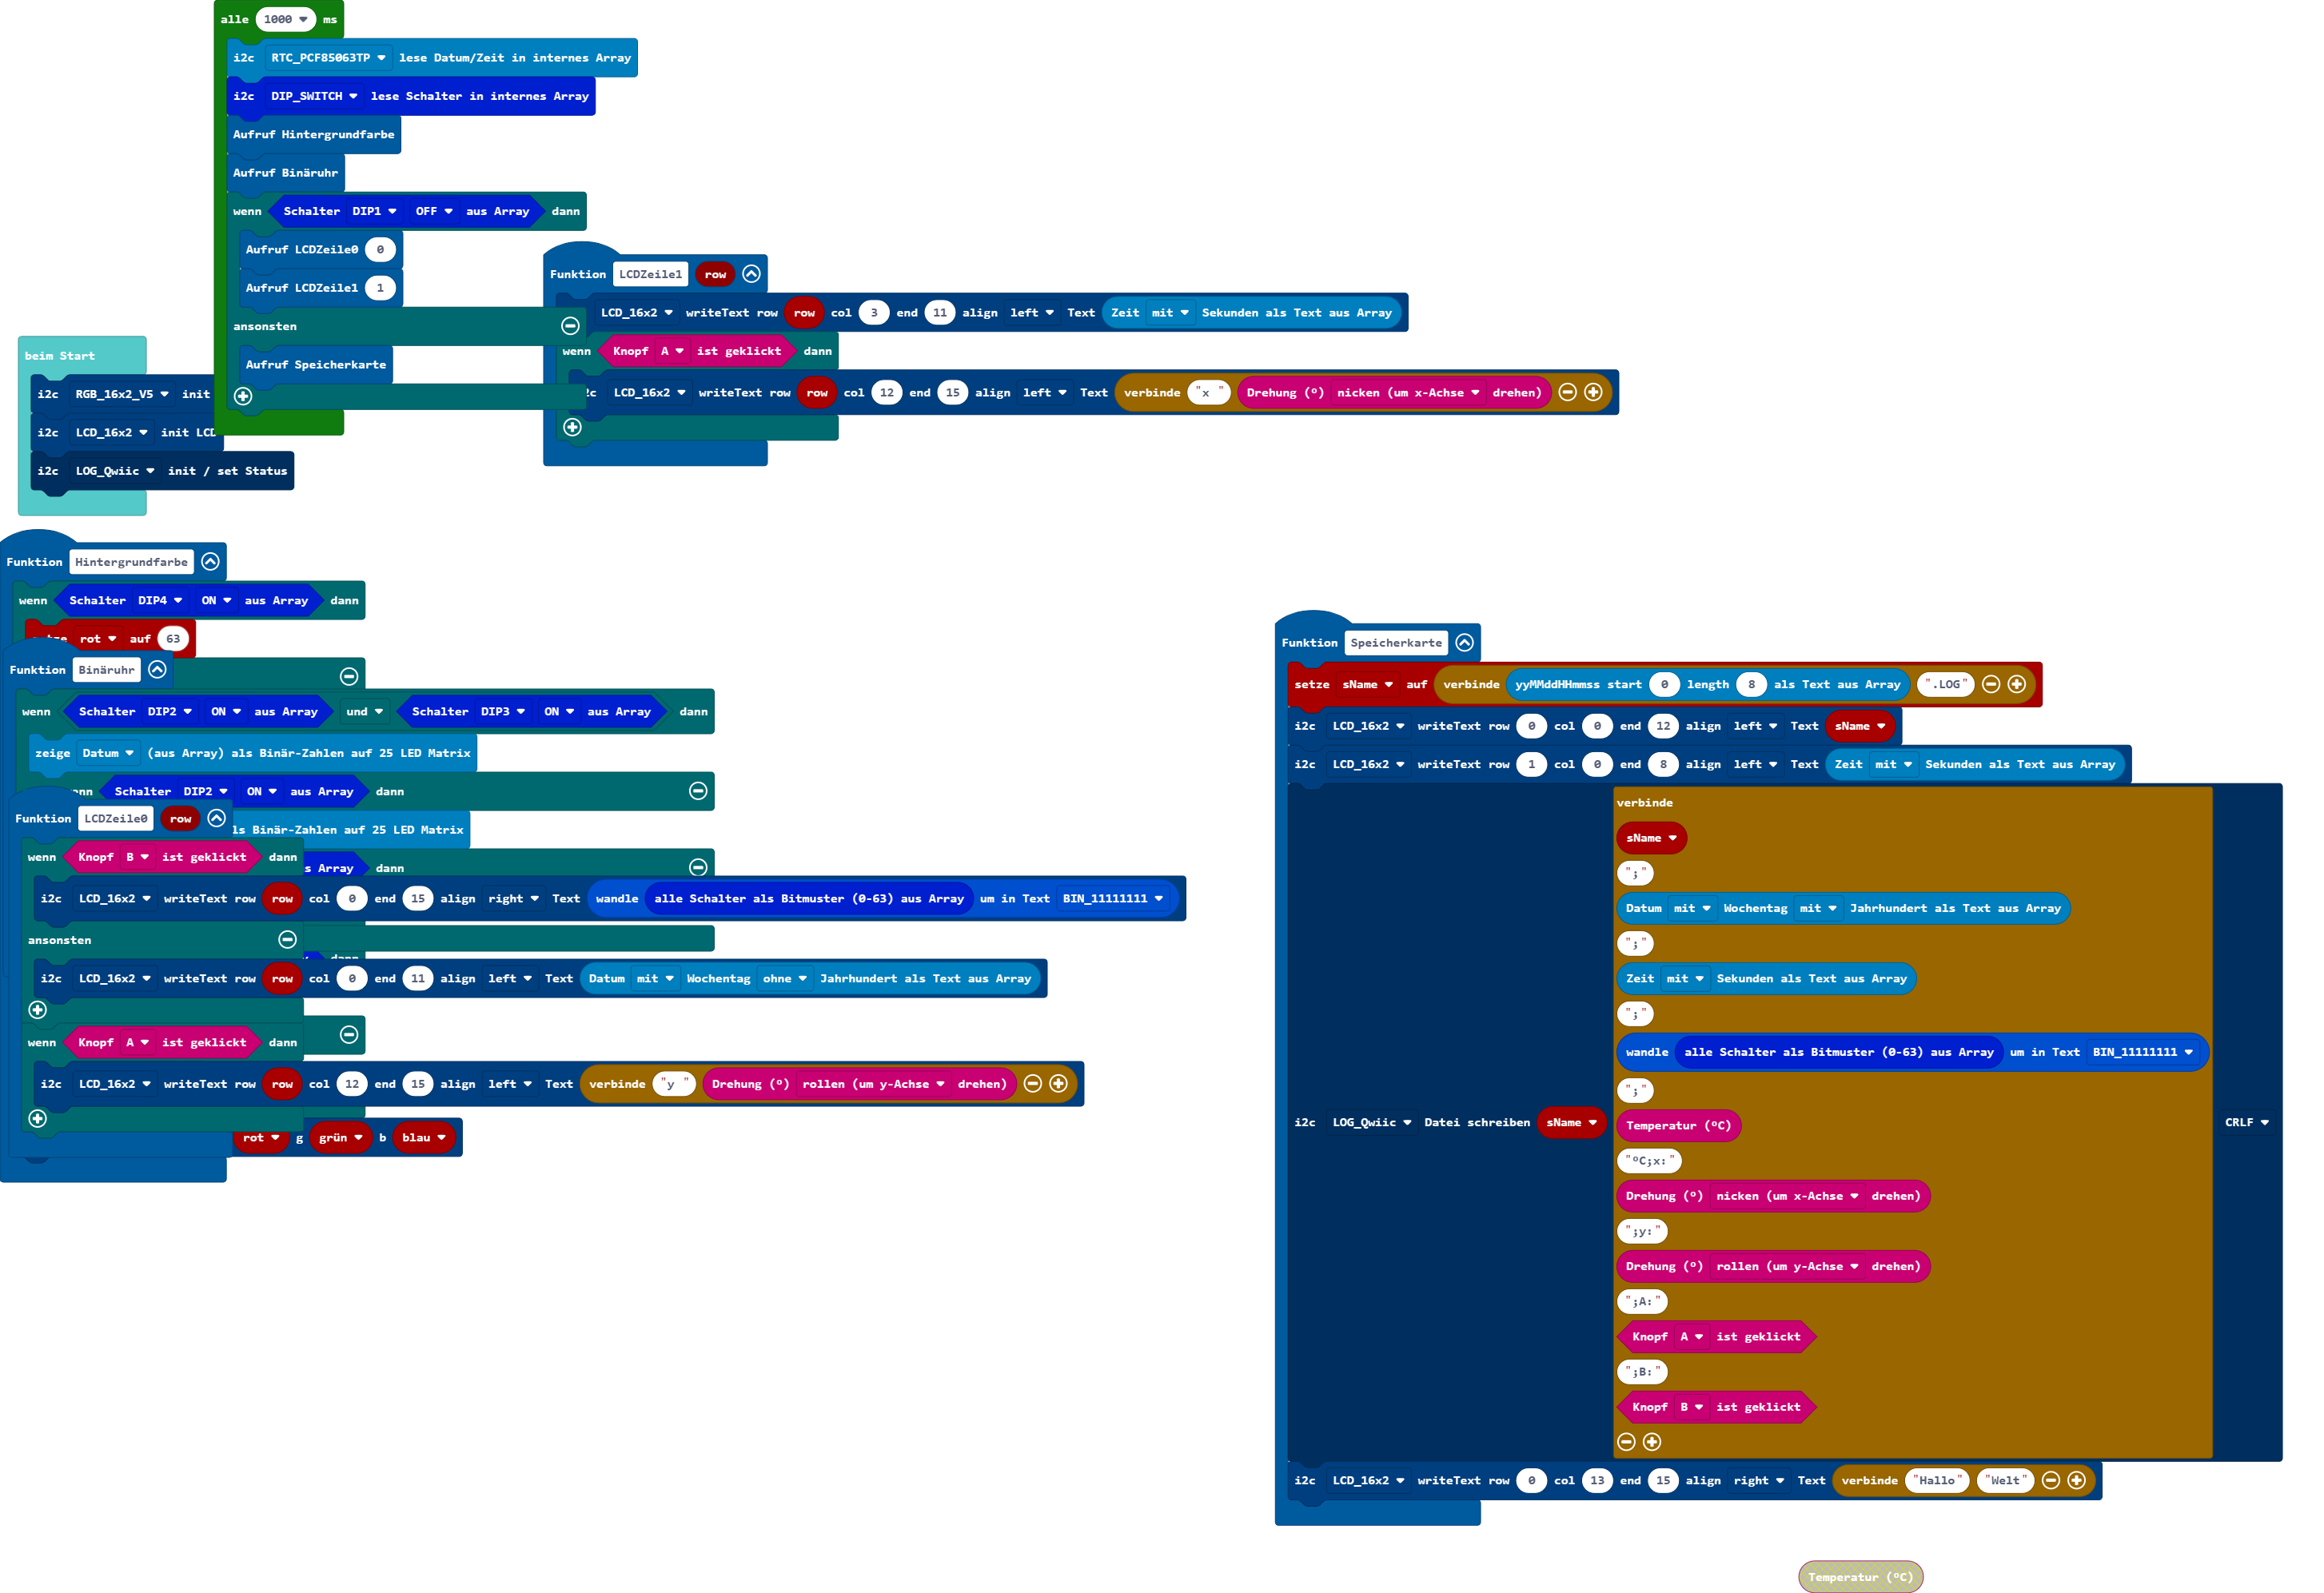 alle 1000 ms
i2c RTC_PCF85063TP lese Datum/Zeit in internes Array
i2c DIP_SWITCH lese Schalter in internes Array
Aufruf Hintergrundfarbe
Aufruf Binäruhr
wenn Schalter DIP1 OFF aus Array dann
Aufruf LCDZeile0 0
Aufruf LCDZeile1 1
ansonsten
Aufruf Speicherkarte
Funktion LCDZeile1 row
LCD_16x2 writeText row row col 3 end 11 align left Text Zeit mit Sekunden als Text aus Array
wenn Knopf A ist geklickt dann
LCD_16x2 writeText row row col 12 end 15 align left Text verbinde "x " Drehung (°) nicken (um x-Achse drehen)
beim Start
i2c RGB_16x2_V5 init
i2c LCD_16x2 init LCD
i2c LOG_Qwiic init / set Status
Funktion Hintergrundfarbe
wenn Schalter DIP4 ON aus Array dann
rot auf 63
Funktion Binäruhr
wenn Schalter DIP2 ON aus Array und Schalter DIP3 ON aus Array dann
zeige Datum (aus Array) als Binär-Zahlen auf 25 LED Matrix
Schalter DIP2 ON aus Array dann
Binär-Zahlen auf 25 LED Matrix
Array dann
Funktion LCDZeile0 row
wenn Knopf B ist geklickt dann
i2c LCD_16x2 writeText row row col 0 end 15 align right Text wandle alle Schalter als Bitmuster (0-63) aus Array um in Text BIN_11111111
ansonsten
i2c LCD_16x2 writeText row row col 0 end 11 align left Text Datum mit Wochentag ohne Jahrhundert als Text aus Array
wenn Knopf A ist geklickt dann
i2c LCD_16x2 writeText row row col 12 end 15 align left Text verbinde "y " Drehung (°) rollen (um y-Achse drehen)
rot g grün b blau
Funktion Speicherkarte
setze sName auf verbinde yyMMddHHmmss start 0 length 8 als Text aus Array ".LOG"
i2c LCD_16x2 writeText row 0 col 0 end 12 align left Text sName
i2c LCD_16x2 writeText row 1 col 0 end 8 align left Text Zeit mit Sekunden als Text aus Array
i2c LOG_Qwiic Datei schreiben sName
verbinde
sName
";"
Datum mit Wochentag mit Jahrhundert als Text aus Array
";"
Zeit mit Sekunden als Text aus Array
";"
wandle alle Schalter als Bitmuster (0-63) aus Array um in Text BIN_11111111
";"
Temperatur (°C)
"°C;x:"
Drehung (°) nicken (um x-Achse drehen)
";y:"
Drehung (°) rollen (um y-Achse drehen)
";A:"
Knopf A ist geklickt
";B:"
Knopf B ist geklickt
CRLF
i2c LCD_16x2 writeText row 0 col 13 end 15 align right Text verbinde "Hallo" "Welt"
Temperatur (°C)